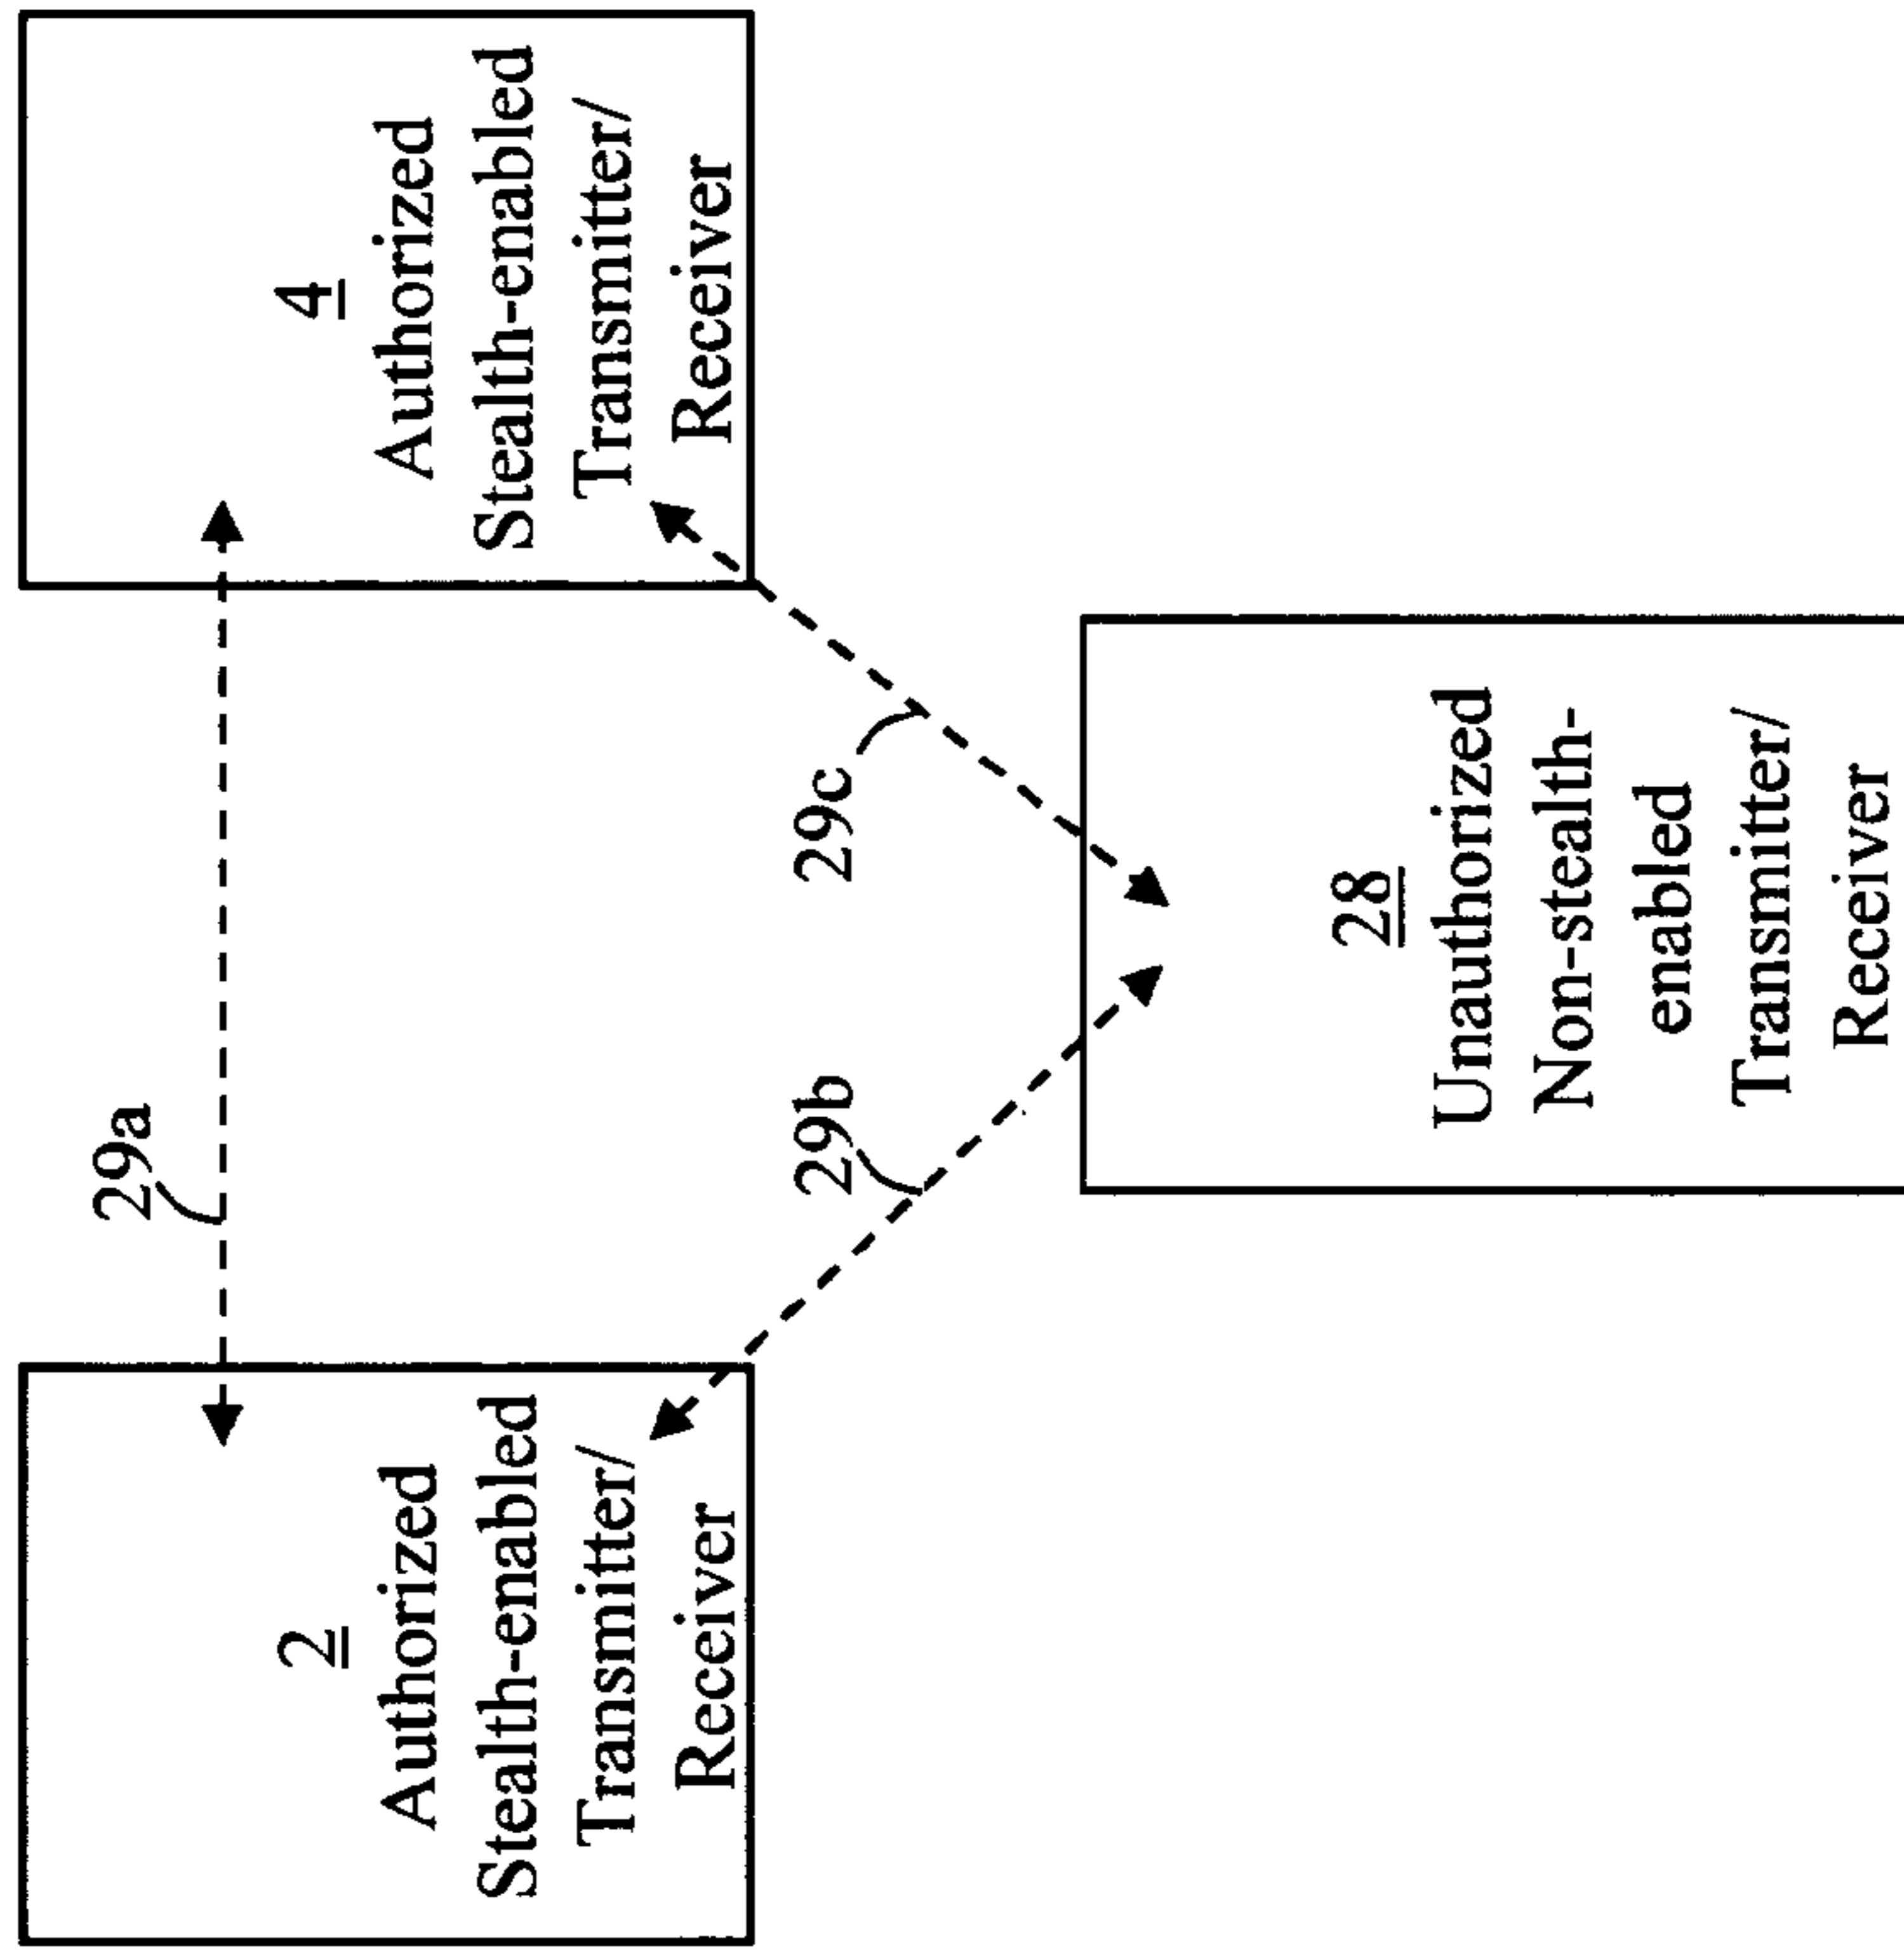 29a
2
Authorized
Stealth-enabled
Transmitter/
Receiver
4
Authorized
Stealth-enabled
Transmitter/
Receiver
29b
29c
28
Unauthorized
Non-stealth-
enabled
Transmitter/
Receiver